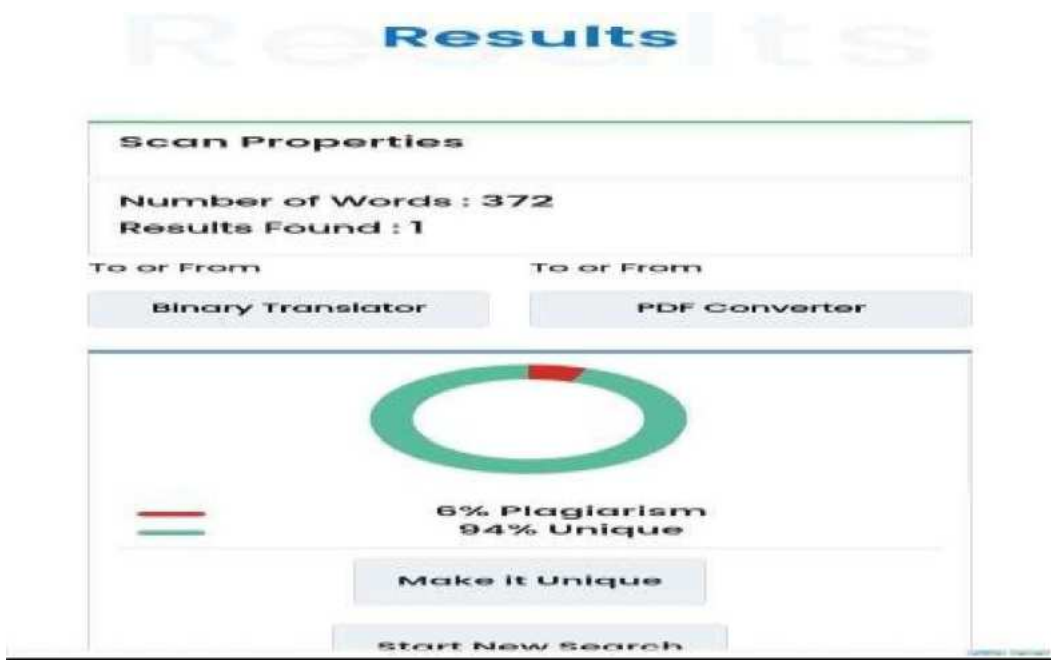 Results
Scan Properties
Number of Words : 372
Results Found : 1
To or From To or From
Binary Translator PDF Converter
6% Plagiarism
94% Unique
Make it Unique
Start New Search